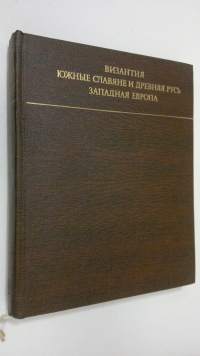 ВИЗАНТИЯ
ЮЖНЫЕ СЛАВЯНЕ И ДРЕВНЯЯ РУСЬ
ЗАПАДНАЯ ЕВРОПА